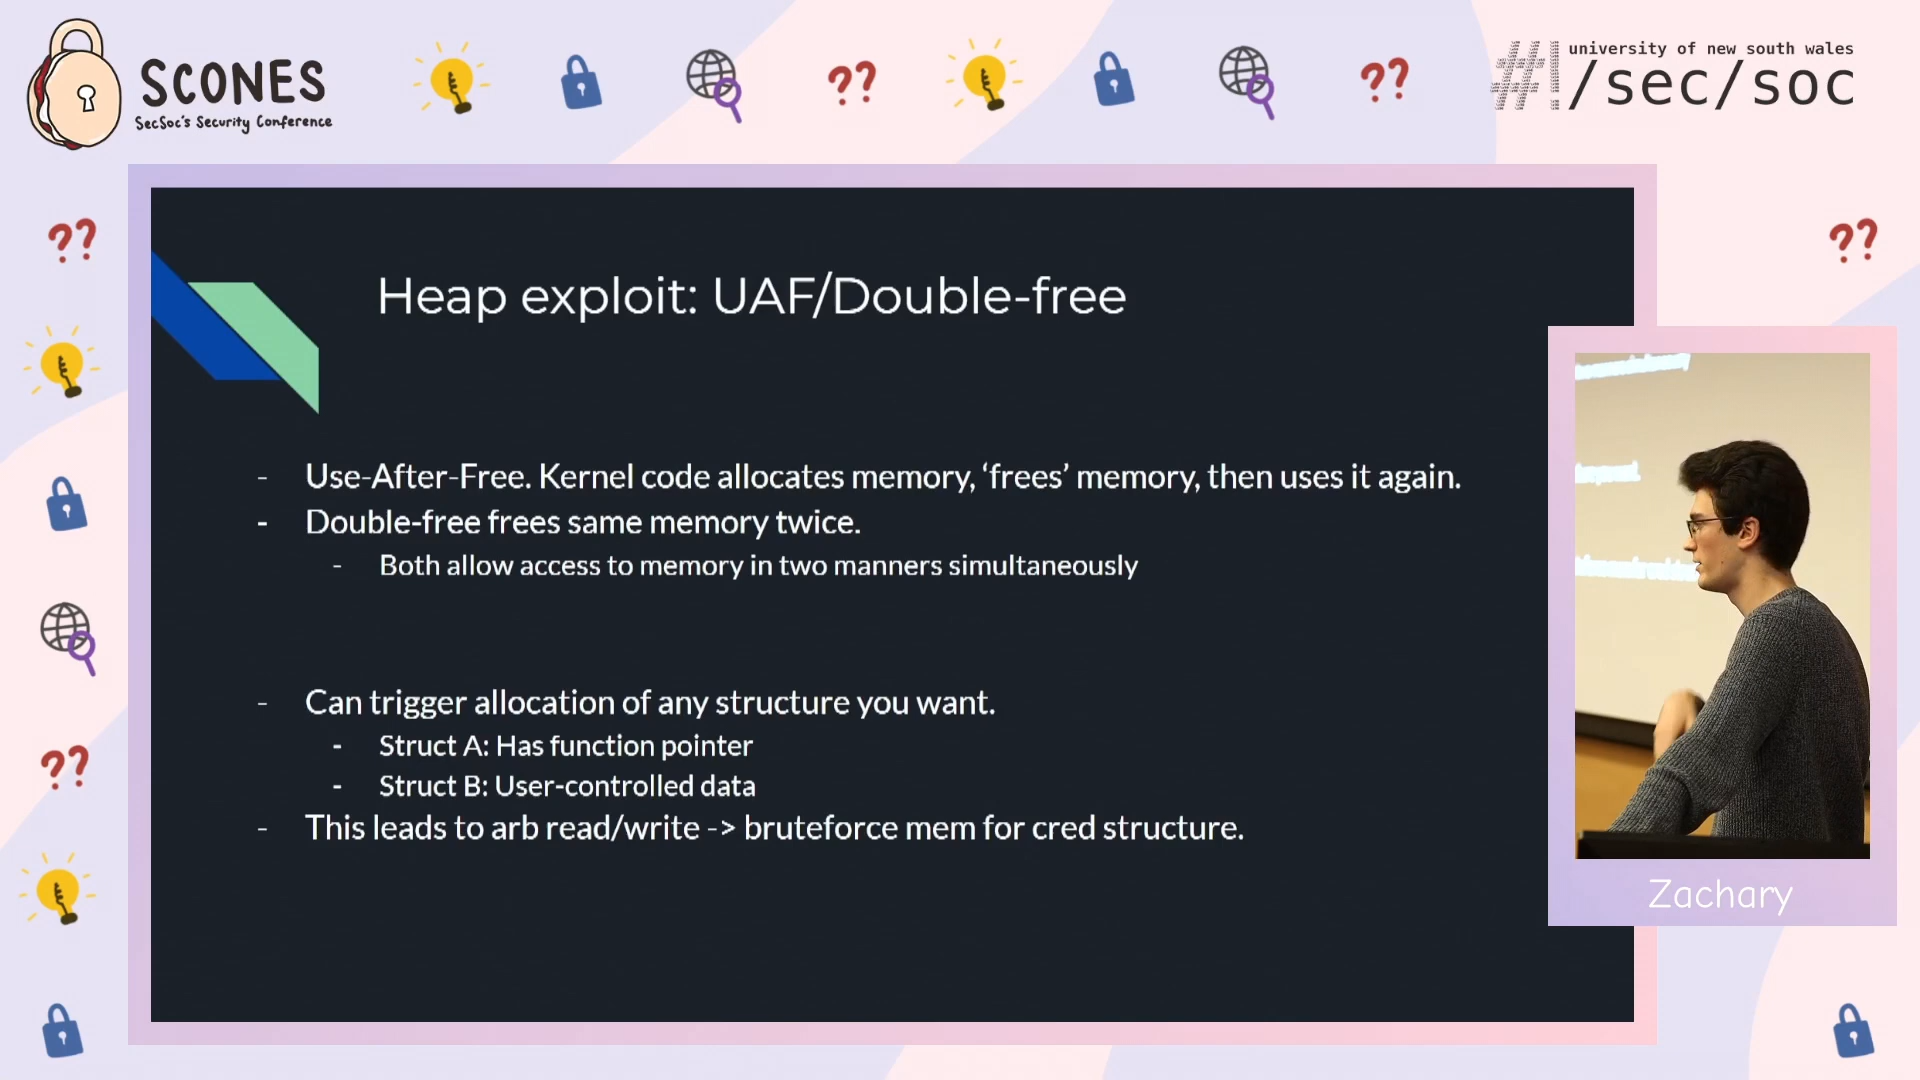 SCONES
SecSoc's Security Conference
university of new south wales
/sec/soc
Heap exploit: UAF/Double-free
- Use-After-Free. Kernel code allocates memory, ‘frees’ memory, then uses it again.
- Double-free frees same memory twice.
- Both allow access to memory in two manners simultaneously
- Can trigger allocation of any structure you want.
- Struct A: Has function pointer
- Struct B: User-controlled data
- This leads to arb read/write -> bruteforce mem for cred structure.
Zachary